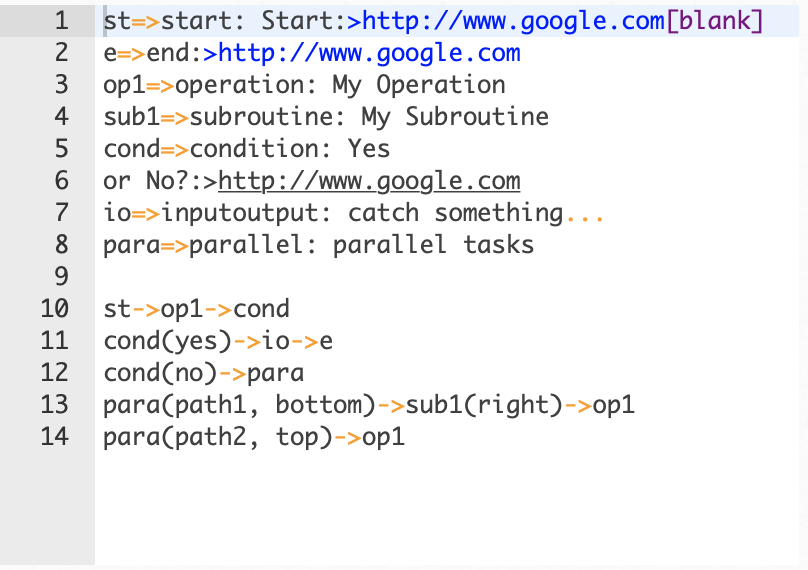 1 st=>start: Start:>http://www.google.com[blank]
2 e=>end:>http://www.google.com
3 op1=>operation: My Operation
4 sub1=>subroutine: My Subroutine
5 cond=>condition: Yes
6 or No?:>http://www.google.com
7 io=>inputoutput: catch something...
8 para=>parallel: parallel tasks
9
10 st->op1->cond
11 cond(yes)->io->e
12 cond(no)->para
13 para(path1, bottom)->sub1(right)->op1
14 para(path2, top)->op1